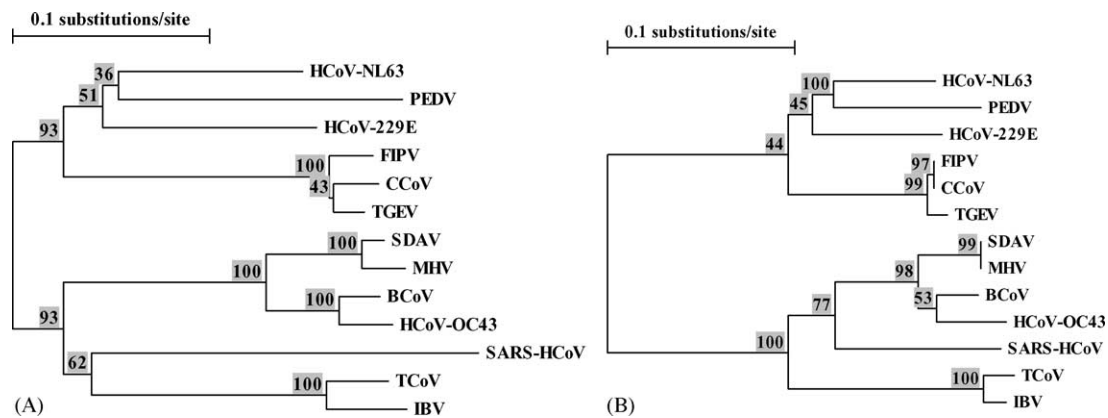 0.1 substitutions/site
36
HCoV-NL63
51
PEDV
93
HCoV-229E
100
FIPV
43
CCoV
TGEV
100
SDAV
MHV
100
100
BCoV
HCoV-OC43
93
62
SARS-HCoV
100
TCoV
IBV
(A)
0.1 substitutions/site
100
HCoV-NL63
45
PEDV
44
HCoV-229E
97
FIPV
99
CCoV
TGEV
99
SDAV
MHV
98
53
BCoV
HCoV-OC43
77
100
SARS-HCoV
100
TCoV
IBV
(B)